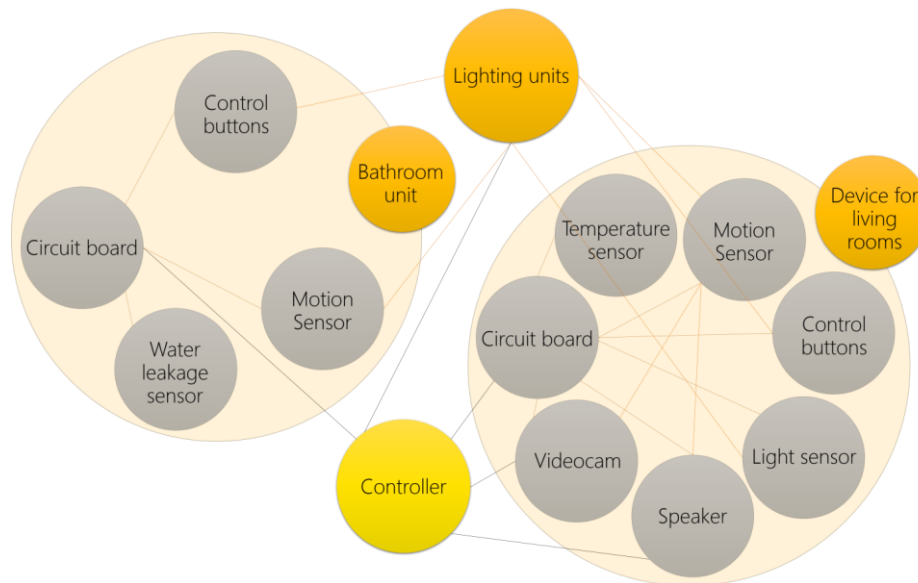 Lighting units
Control
buttons
Bathroom
unit
Circuit board
Motion
Sensor
Water
leakage
sensor
Device for
living
rooms
Temperature
sensor
Motion
Sensor
Circuit board
Control
buttons
Videocam
Light sensor
Speaker
Controller